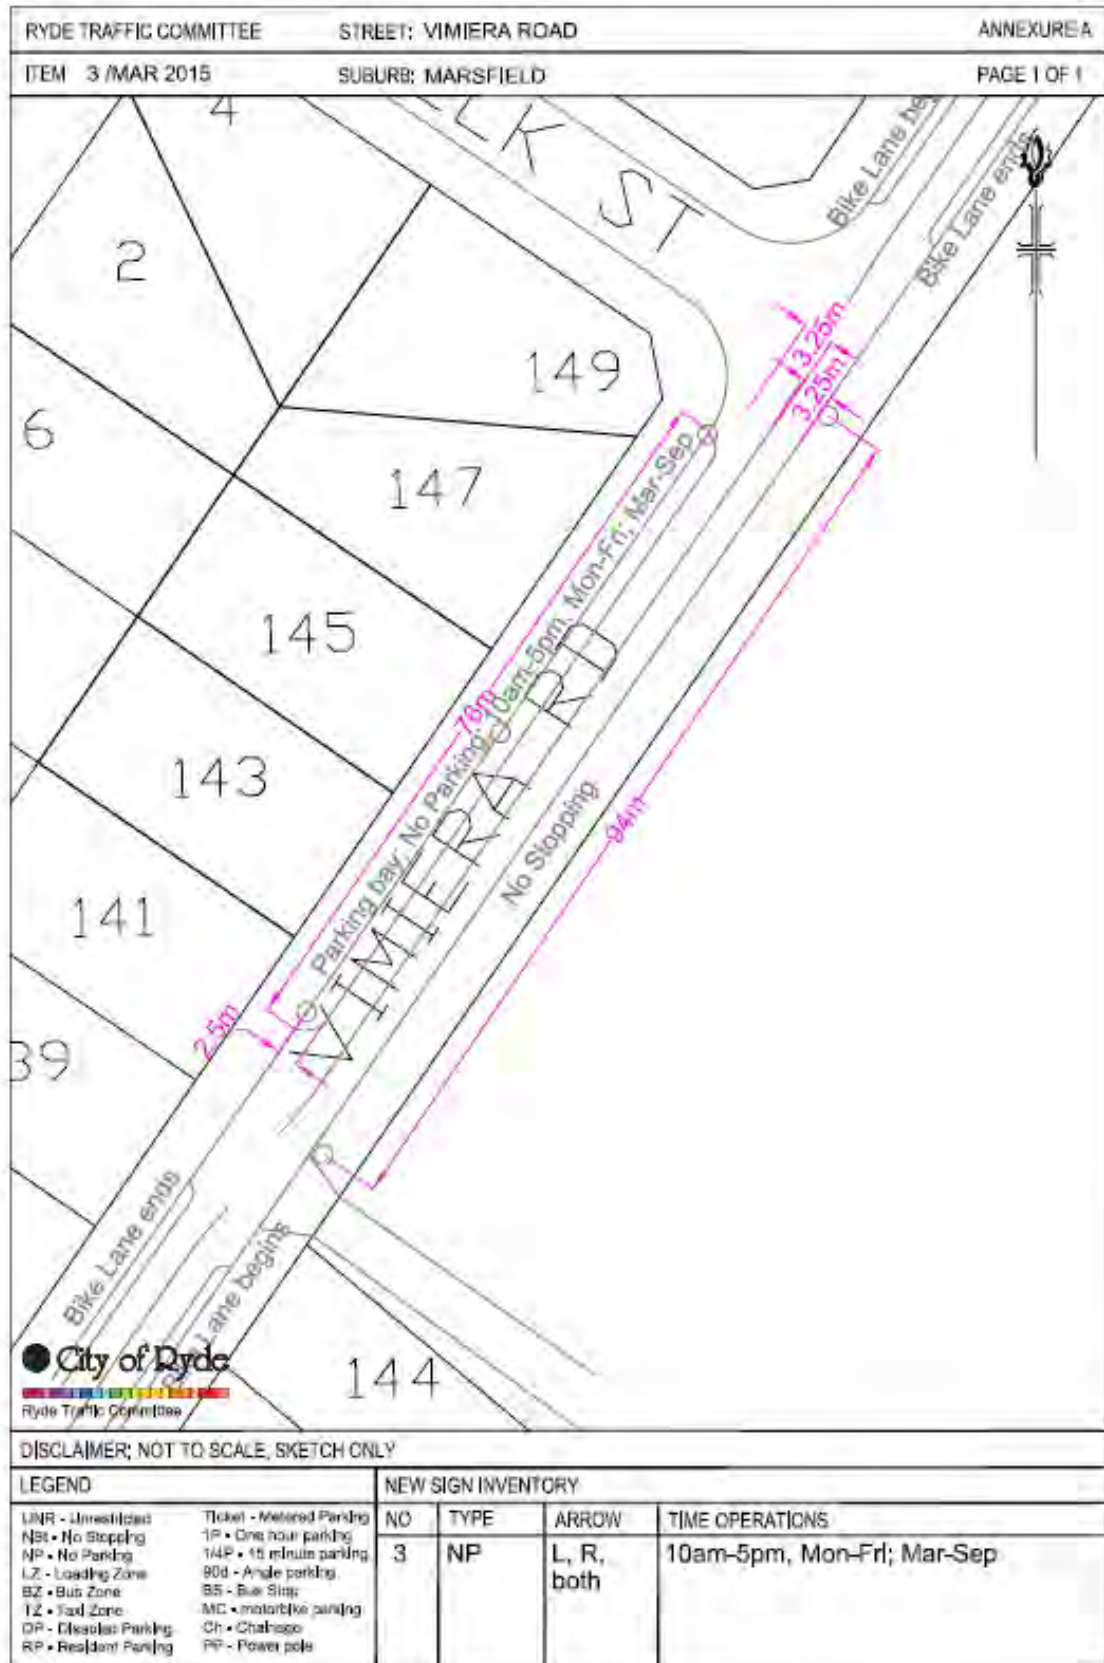 RYDE TRAFFIC COMMITTEE STREET: VIMIERA ROAD ANNEXURE A
ITEM 3 /MAR 2015 SUBURB: MARSFIELD PAGE 1 OF 1
4
LK ST
Bike Lane be
Bike Lane ends
2
149
3.25m
3.25m
6
147
Parking bay, No Parking 10am-5pm, Mon-Fri; Mar-Sep
145
76m
VIMIERA RD
143
No Stopping
94m
141
2.5m
39
Bike Lane ends
Lane begins
144
City of Ryde
Ryde Traffic Committee
DISCLAIMER: NOT TO SCALE, SKETCH ONLY
LEGEND NEW SIGN INVENTORY
UNR - Unrestricted Ticket - Metered Parking NO TYPE ARROW TIME OPERATIONS
NSt - No Stopping 1P - One hour parking
NP - No Parking 1/4P - 15 minute parking 3 NP L, R, 10am-5pm, Mon-Fri; Mar-Sep
LZ - Loading Zone 90d - Angle parking both
BZ - Bus Zone BS - Bus Stop
TZ - Taxi Zone MC - motorbike parking
DP - Disabled Parking Ch -
RP - Resident Parking PP - Power pole